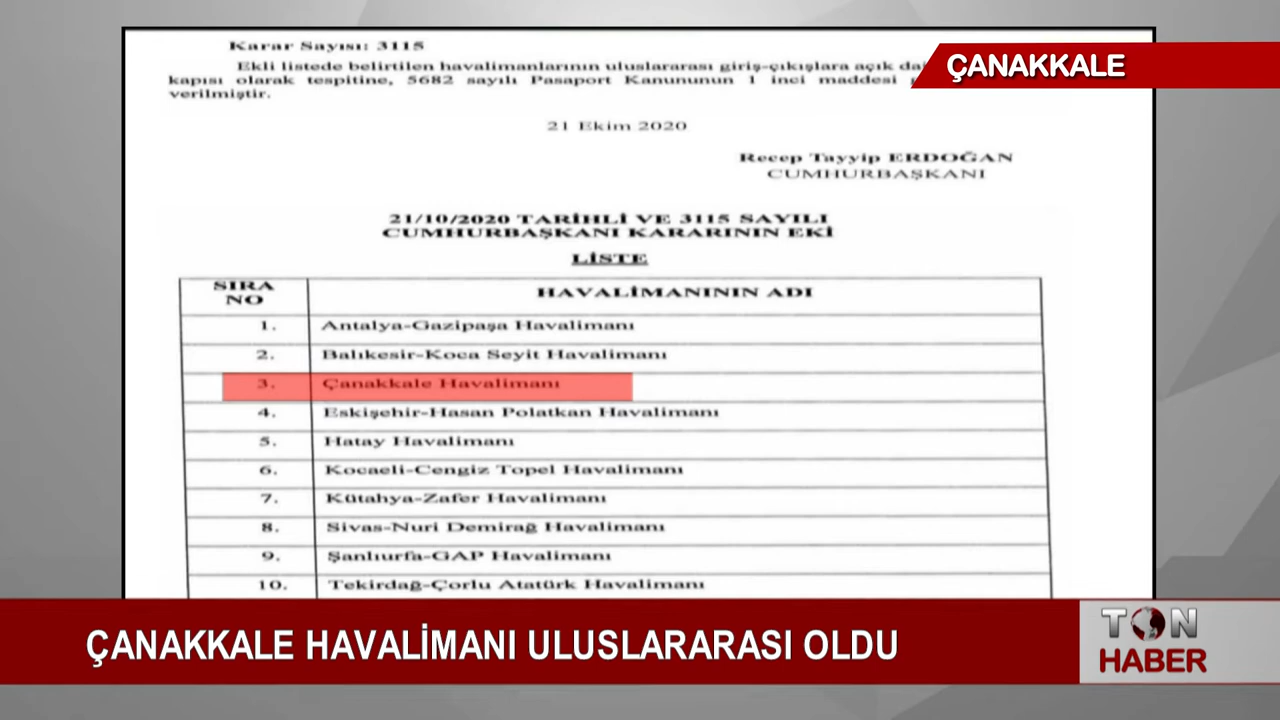 Karar Sayısı: 3115
ÇANAKKALE
Ekli listede belirtilen havalimanlarının uluslararası giriş-çıkışlara açık
kapısı olarak tespitine, 5682 sayılı Pasaport Kanununun 1 inci maddesi
verilmiştir.
21 Ekim 2020
Recep Tayyip ERDOĞAN
CUMHURBAŞKANI
21/10/2020 TARİHLİ VE 3115 SAYILI
CUMHURBAŞKANI KARARININ EKİ
LİSTE
SIRA NO HAVALİMANININ ADI
1. Antalya-Gazipaşa Havalimanı
2. Balıkesir-Koca Seyit Havalimanı
3. Çanakkale Havalimanı
4. Eskişehir-Hasan Polatkan Havalimanı
5. Hatay Havalimanı
6. Kocaeli-Cengiz Topel Havalimanı
7. Kütahya-Zafer Havalimanı
8. Sivas-Nuri Demirağ Havalimanı
9. Şanlıurfa-GAP Havalimanı
10. Tekirdağ-Çorlu Atatürk Havalimanı
ÇANAKKALE HAVALİMANI ULUSLARARASI OLDU
TON
HABER